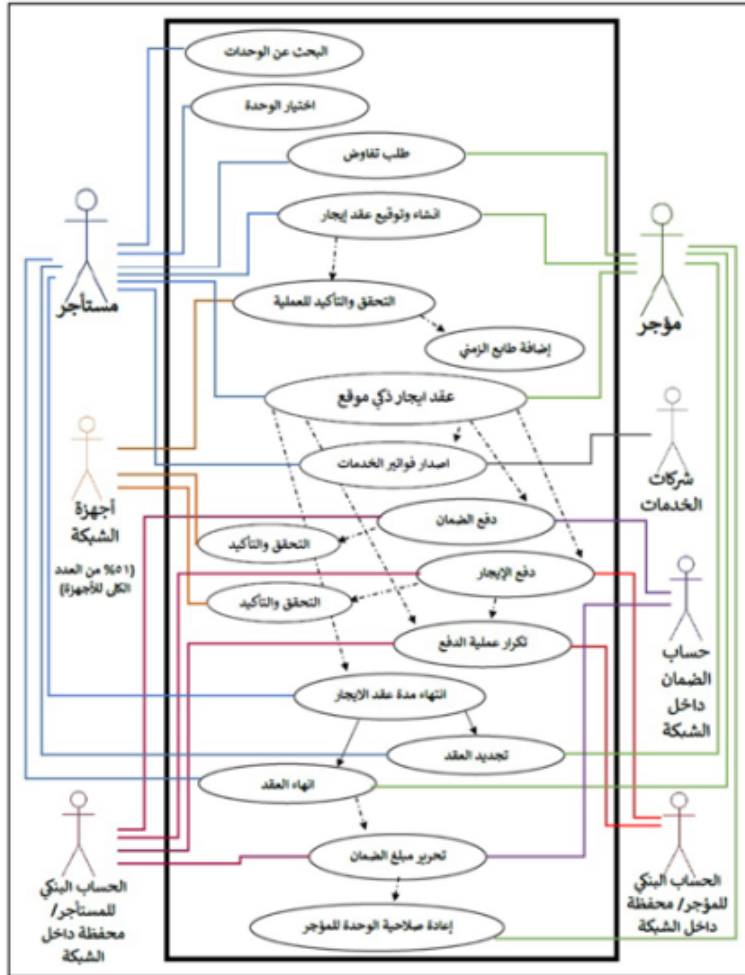 البحث عن الوحدات
اختيار الوحدة
طلب تفاوض
انشاء وتوقيع عقد إيجار
مستأجر
مؤجر
التحقق والتأكيد للعملية
إضافة طابع الزمني
عقد ايجار ذكي موقع
اصدار فواتير الخدمات
شركات
الخدمات
أجهزة
الشبكة
(٥١% من العدد
الكلي للأجهزة)
دفع الضمان
التحقق والتأكيد
دفع الإيجار
التحقق والتأكيد
تكرار عملية الدفع
حساب
الضمان
داخل
الشبكة
انتهاء مدة عقد الايجار
تجديد العقد
انهاء العقد
تحرير مبلغ الضمان
إعادة صلاحية الوحدة للمؤجر
الحساب البنكي
للمؤجر/ محفظة
داخل الشبكة
الحساب البنكي
للمستأجر/
محفظة داخل
الشبكة